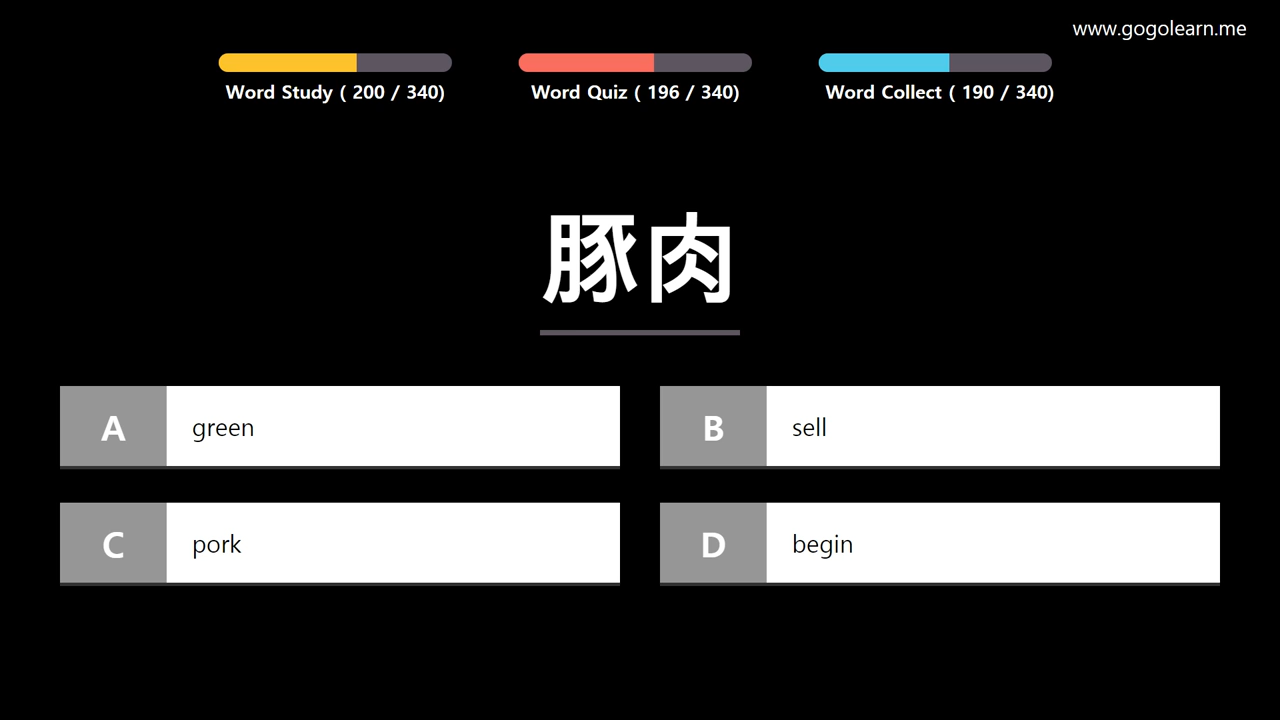 www.gogolearn.me
Word Study ( 200 / 340)
Word Quiz ( 196 / 340)
Word Collect ( 190 / 340)
豚肉
A green
B sell
C pork
D begin